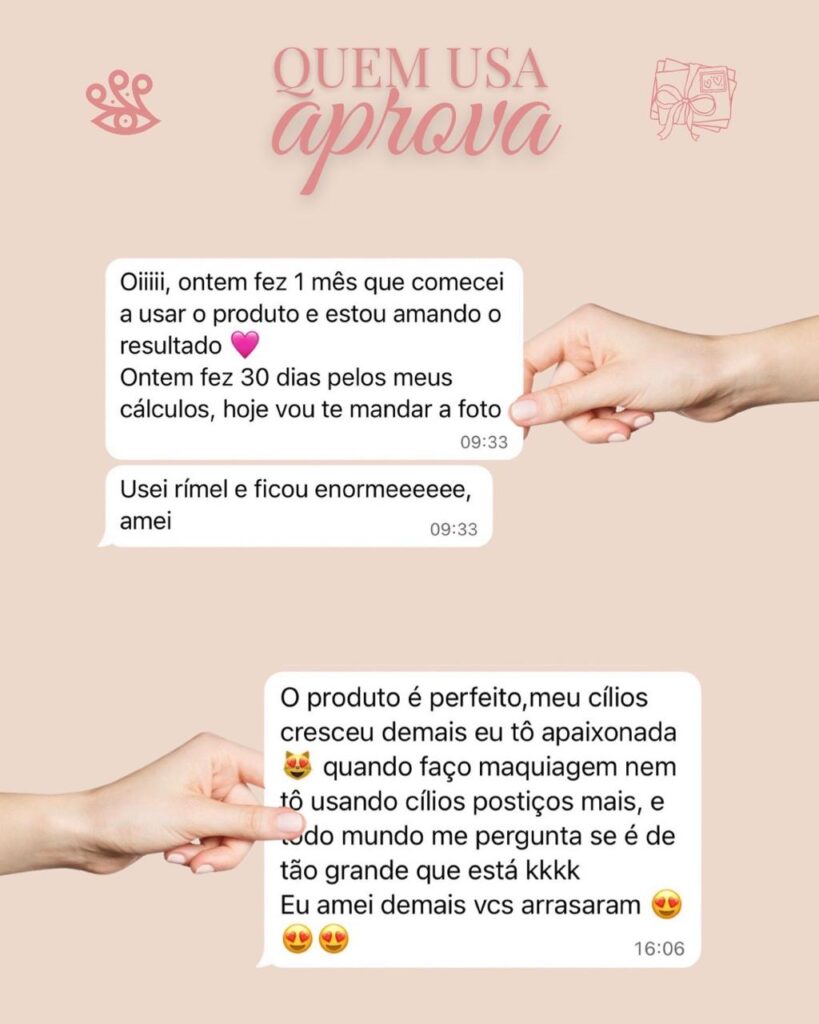 QUEM USA
aprova
Oiiiii, ontem fez 1 mês que comecei
a usar o produto e estou amando o
resultado 🩷
Ontem fez 30 dias pelos meus
cálculos, hoje vou te mandar a foto
09:33
Usei rímel e ficou enormeeeeee,
amei
09:33
O produto é perfeito,meu cílios
cresceu demais eu tô apaixonada
😻 quando faço maquiagem nem
tô usando cílios postiços mais, e
todo mundo me pergunta se é de
tão grande que está kkkk
Eu amei demais vcs arrasaram 😍
😍😍
16:06